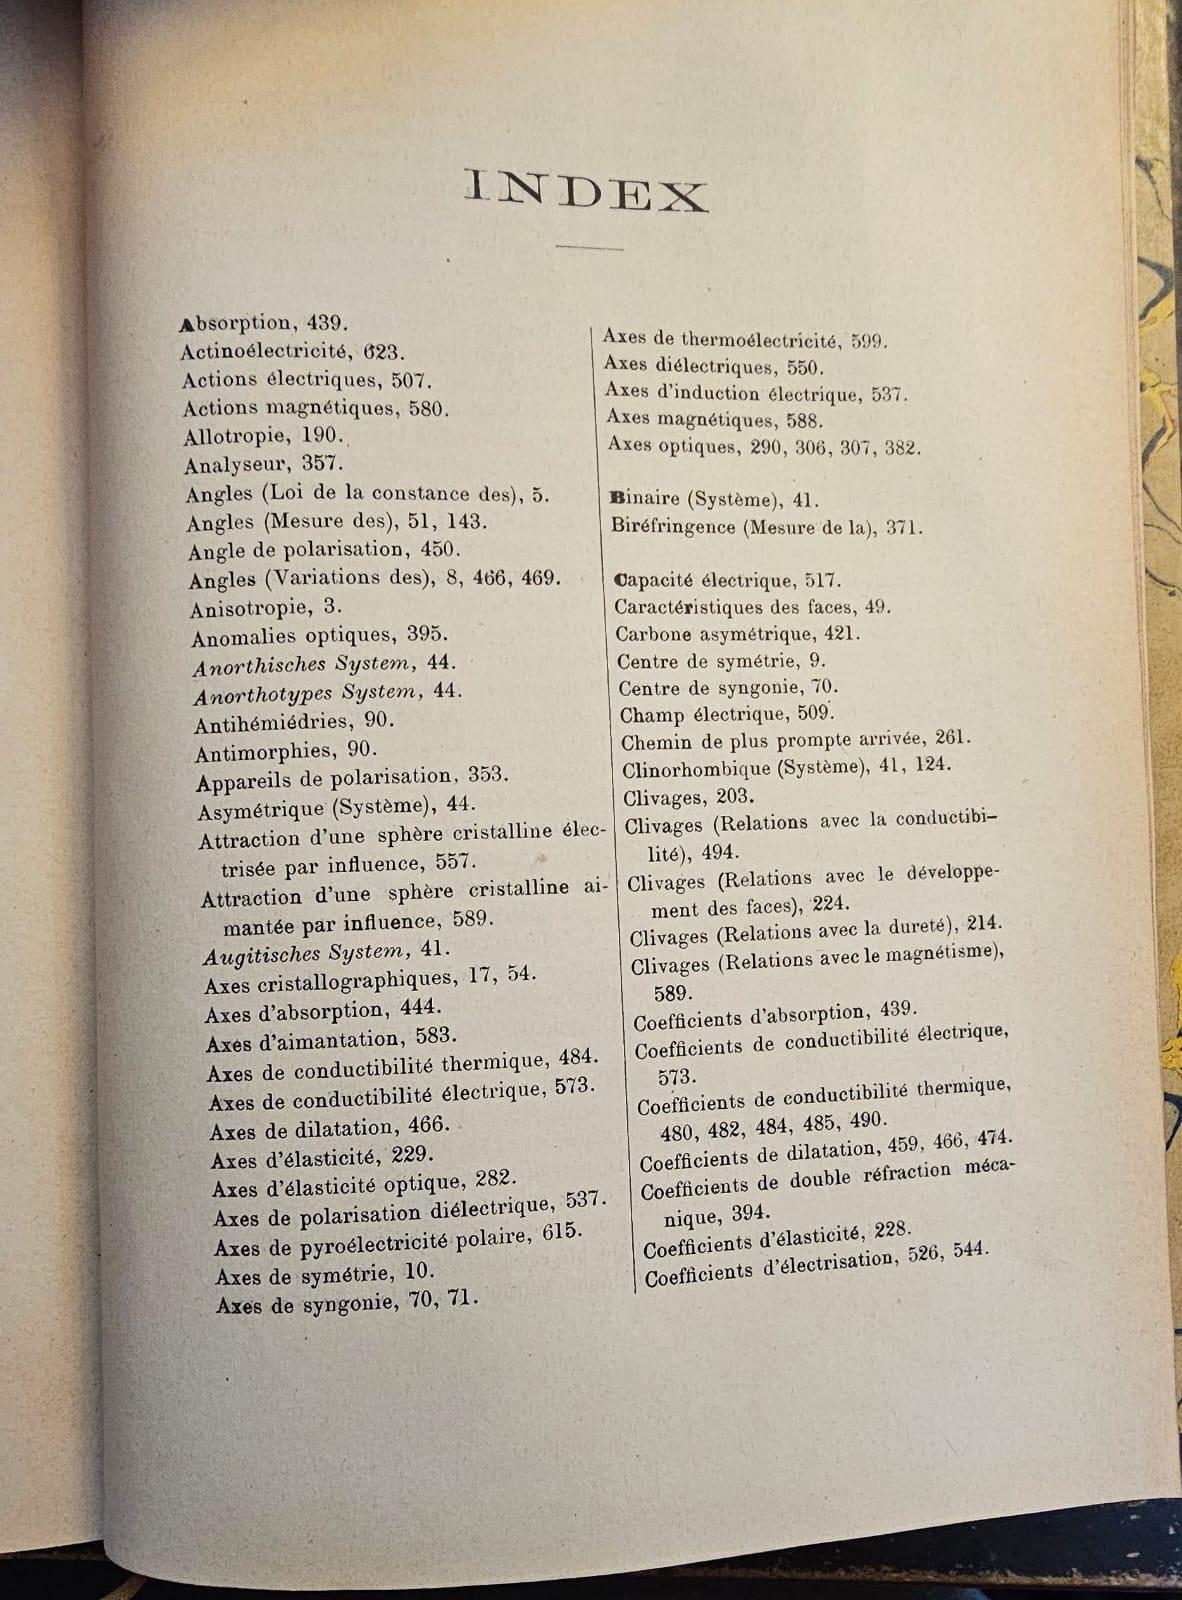 INDEX
Absorption, 439.
Actinoélectricité, 623.
Actions électriques, 507.
Actions magnétiques, 580.
Allotropie, 190.
Analyseur, 357.
Angles (Loi de la constance des), 5.
Angles (Mesure des), 51, 143.
Angle de polarisation, 450.
Angles (Variations des), 8, 466, 469.
Anisotropie, 3.
Anomalies optiques, 395.
Anorthisches System, 44.
Anorthotypes System, 44.
Antihémiédries, 90.
Antimorphies, 90.
Appareils de polarisation, 353.
Asymétrique (Système), 44.
Attraction d'une sphère cristalline élec-
trisée par influence, 557.
Attraction d'une sphère cristalline ai-
mantée par influence, 589.
Augitisches System, 41.
Axes cristallographiques, 17, 54.
Axes d'absorption, 444.
Axes d'aimantation, 583.
Axes de conductibilité thermique, 484.
Axes de conductibilité électrique, 573.
Axes de dilatation, 466.
Axes d'élasticité, 229.
Axes d'élasticité optique, 282.
Axes de polarisation diélectrique, 537.
Axes de pyroélectricité polaire, 615.
Axes de symétrie, 10.
Axes de syngonie, 70, 71.
Axes de thermoélectricité, 599.
Axes diélectriques, 550.
Axes d'induction électrique, 537.
Axes magnétiques, 588.
Axes optiques, 290, 306, 307, 382.
Binaire (Système), 41.
Biréfringence (Mesure de la), 371.
Capacité électrique, 517.
Caractéristiques des faces, 49.
Carbone asymétrique, 421.
Centre de symétrie, 9.
Centre de syngonie, 70.
Champ électrique, 509.
Chemin de plus prompte arrivée, 261.
Clinorhombique (Système), 41, 124.
Clivages, 203.
Clivages (Relations avec la conductibi-
lité), 494.
Clivages (Relations avec le développe-
ment des faces), 224.
Clivages (Relations avec la dureté), 214.
Clivages (Relations avec le magnétisme),
589.
Coefficients d'absorption, 439.
Coefficients de conductibilité électrique,
573.
Coefficients de conductibilité thermique,
480, 482, 484, 485, 490.
Coefficients de dilatation, 459, 466, 474.
Coefficients de double réfraction méca-
nique, 394.
Coefficients d'élasticité, 228.
Coefficients d'électrisation, 526, 544.